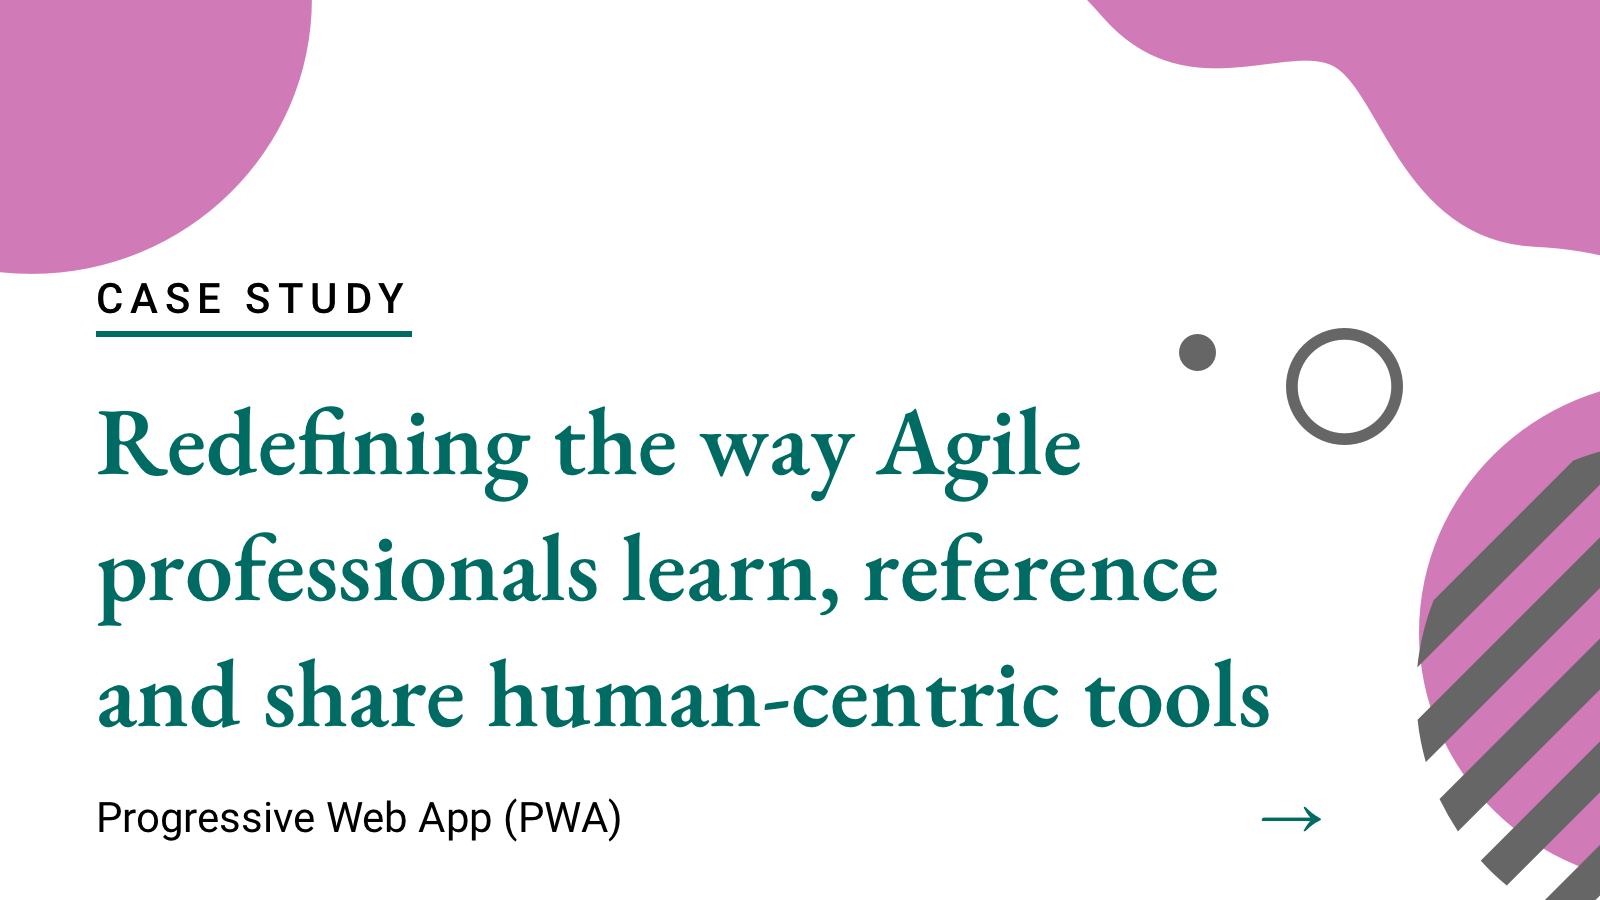 CASE STUDY
Redefining the way Agile
professionals learn, reference
and share human-centric tools
Progressive Web App (PWA) →